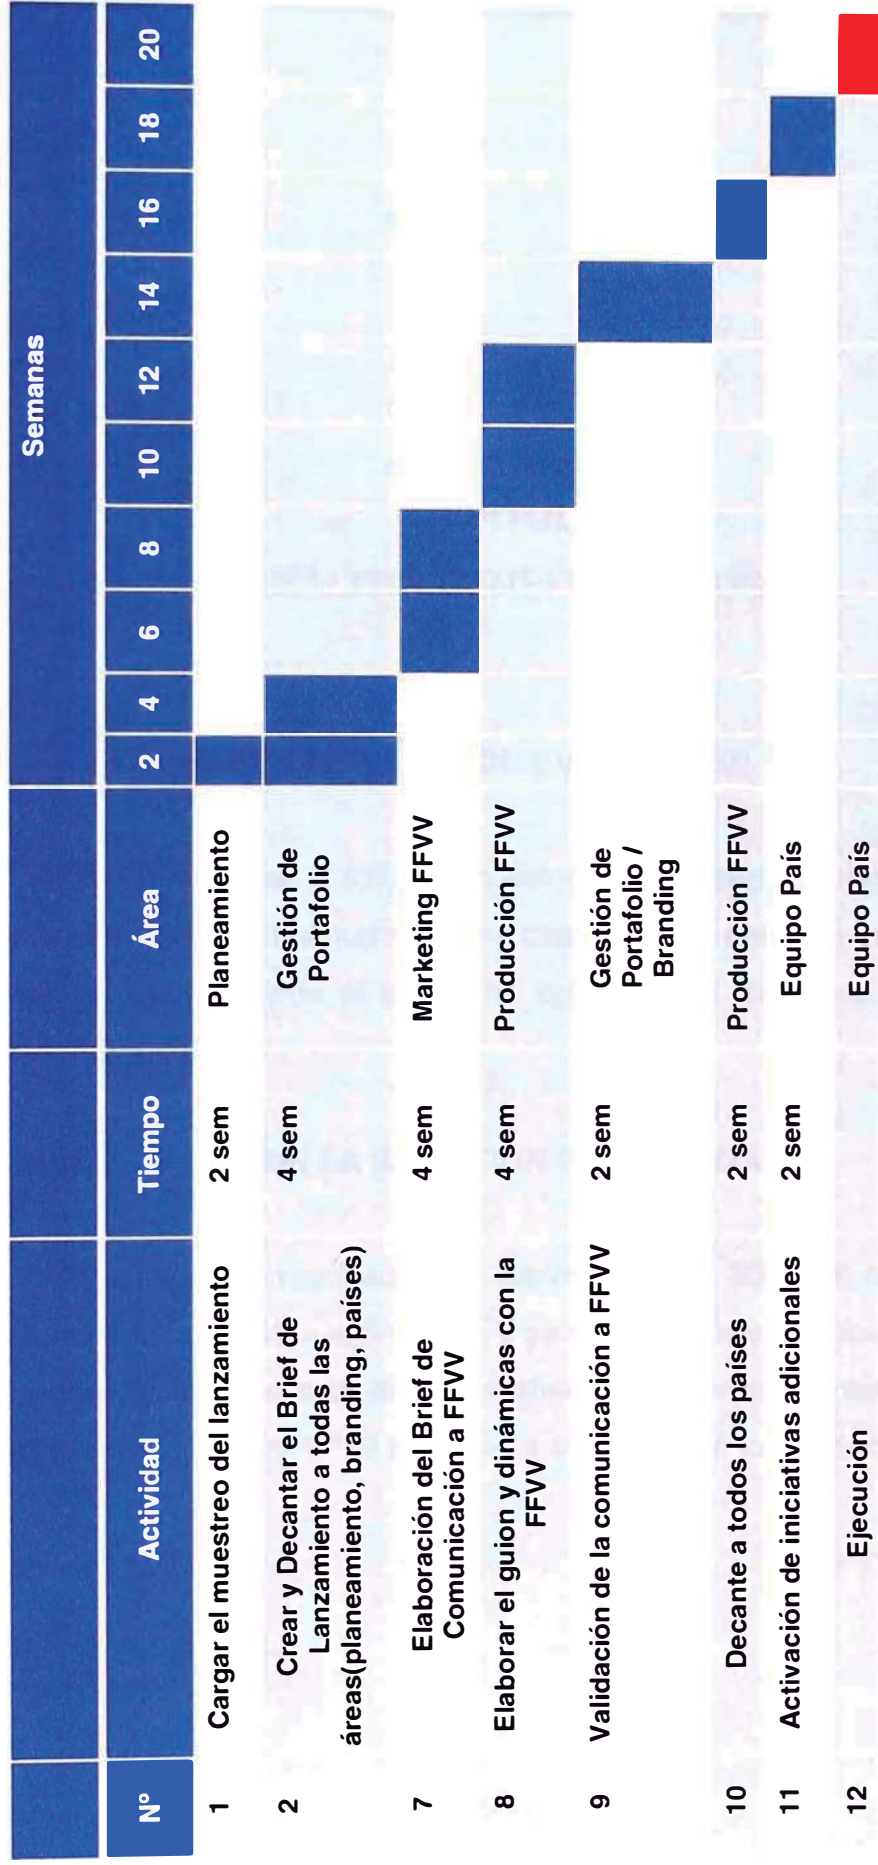 Semanas
Nº Actividad Tiempo Área 2 4 6 8 10 12 14 16 18 20
1 Cargar el muestreo del lanzamiento 2 sem Planeamiento
2 Crear y Decantar el Brief de
Lanzamiento a todas las
áreas(planeamiento, branding, países) 4 sem Gestión de
Portafolio
7 Elaboración del Brief de
Comunicación a FFVV 4 sem Marketing FFVV
8 Elaborar el guion y dinámicas con la
FFVV 4 sem Producción FFVV
9 Validación de la comunicación a FFVV 2 sem Gestión de
Portafolio /
Branding
10 Decante a todos los países 2 sem Producción FFVV
11 Activación de iniciativas adicionales 2 sem Equipo País
12 Ejecución Equipo País